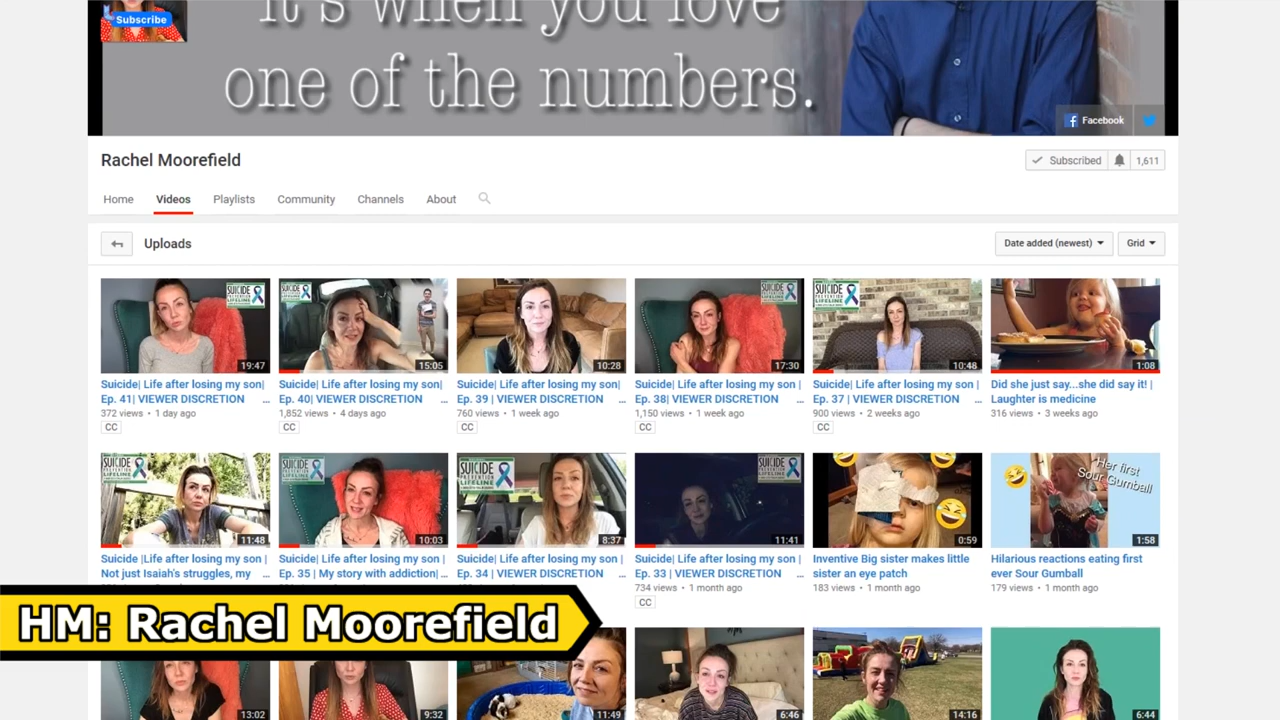 it's when you love
one of the numbers.
Subscribe
Facebook
Rachel Moorefield
Subscribed 1,611
Home Videos Playlists Community Channels About
Uploads
Date added (newest) Grid
SUICIDE PREVENTION LIFELINE
19:47
15:05
10:28
17:30
10:48
1:08
Suicide| Life after losing my son| Ep. 41| VIEWER DISCRETION ...
372 views • 1 day ago
CC
Suicide| Life after losing my son| Ep. 40| VIEWER DISCRETION ...
1,852 views • 4 days ago
CC
Suicide| Life after losing my son| Ep. 39 | VIEWER DISCRETION ...
760 views • 1 week ago
CC
Suicide| Life after losing my son | Ep. 38| VIEWER DISCRETION ...
1,150 views • 1 week ago
CC
Suicide| Life after losing my son | Ep. 37 | VIEWER DISCRETION ...
900 views • 2 weeks ago
CC
Did she just say...she did say it! | Laughter is medicine
316 views • 3 weeks ago
SUICIDE PREVENTION LIFELINE
11:48
10:03
8:37
11:41
0:59
Her first
Sour Gumball
1:58
Suicide |Life after losing my son | Not just Isaiah's struggles, my ...
Suicide| Life after losing my son | Ep. 35 | My story with addiction| ...
Suicide| Life after losing my son | Ep. 34 | VIEWER DISCRETION ...
Suicide| Life after losing my son | Ep. 33 | VIEWER DISCRETION ...
734 views • 1 month ago
CC
Inventive Big sister makes little sister an eye patch
183 views • 1 month ago
Hilarious reactions eating first ever Sour Gumball
179 views • 1 month ago
HM: Rachel Moorefield
13:02
9:32
11:49
6:46
14:16
6:44